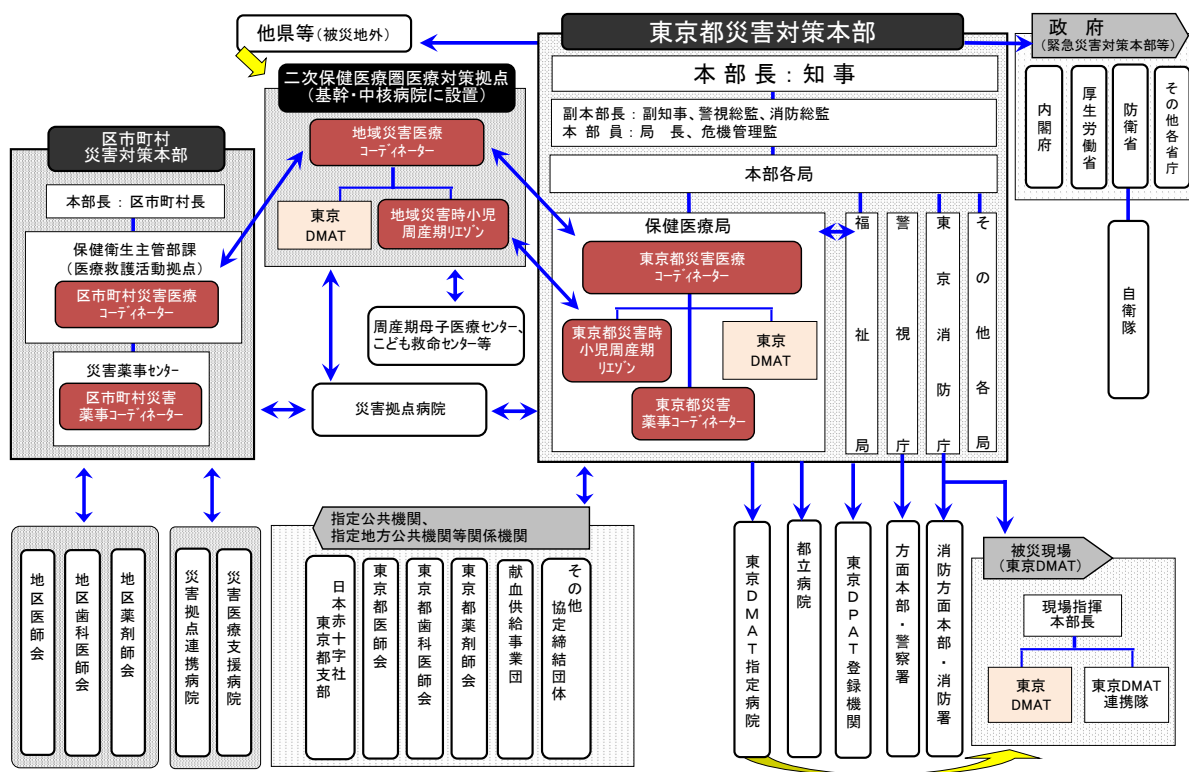 他県等(被災地外)
東京都災害対策本部
政 府
(緊急災害対策本部等)
内閣府
厚生労働省
防衛省
その他各省庁
自衛隊
本部長:知事
副本部長:副知事、警視総監、消防総監
本 部 員:局 長、危機管理監
本部各局
保健医療局
東京都災害医療
コーディネーター
東京都災害時
小児周産期
リエゾン
東京
DMAT
東京都災害
薬事コーディネーター
福祉局
警視庁
東京消防庁
その他各局
二次保健医療圏医療対策拠点
(基幹・中核病院に設置)
地域災害医療
コーディネーター
東京
DMAT
地域災害時小児
周産期リエゾン
周産期母子医療センター、
こども救命センター等
災害拠点病院
区市町村
災害対策本部
本部長:区市町村長
保健衛生主管部課
(医療救護活動拠点)
区市町村災害医療
コーディネーター
災害薬事センター
区市町村災害
薬事コーディネーター
地区医師会
地区歯科医師会
地区薬剤師会
災害拠点連携病院
災害医療支援病院
指定公共機関、
指定地方公共機関等関係機関
日本赤十字社
東京都支部
東京都医師会
東京都歯科医師会
東京都薬剤師会
献血供給事業団
その他
協定締結団体
東京DMAT指定病院
都立病院
東京DPAT登録機関
方面本部・警察署
消防方面本部・消防署
被災現場
(東京DMAT)
現場指揮
本部長
東京
DMAT
東京DMAT
連携隊